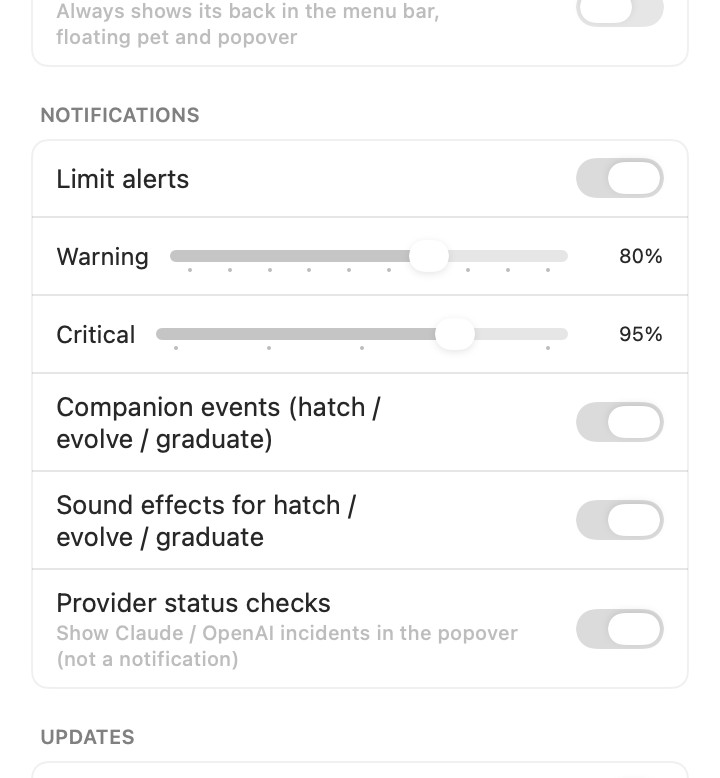 Always shows its back in the menu bar,
floating pet and popover
NOTIFICATIONS
Limit alerts
Warning 80%
Critical 95%
Companion events (hatch /
evolve / graduate)
Sound effects for hatch /
evolve / graduate
Provider status checks
Show Claude / OpenAI incidents in the popover
(not a notification)
UPDATES